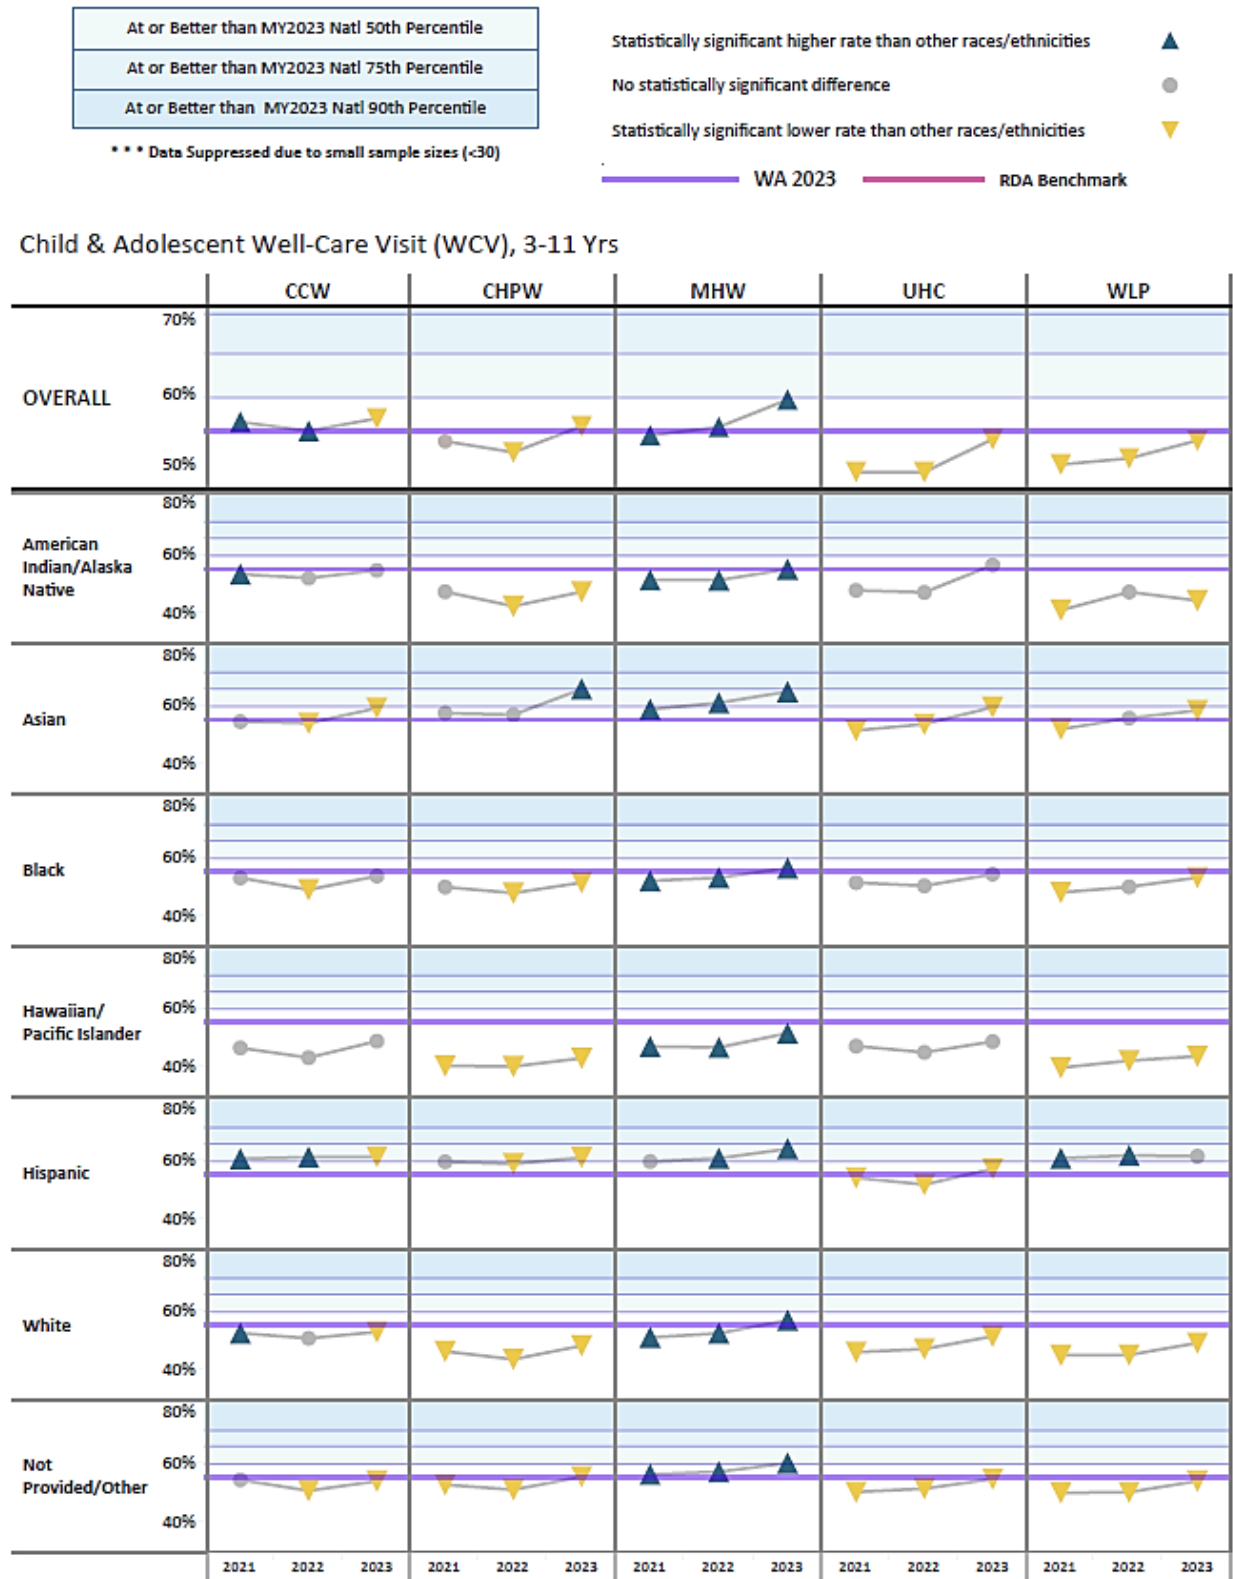 At or Better than MY2023 Natl 50th Percentile
At or Better than MY2023 Natl 75th Percentile
At or Better than MY2023 Natl 90th Percentile
* * * Data Suppressed due to small sample sizes (<30)
Statistically significant higher rate than other races/ethnicities
No statistically significant difference
Statistically significant lower rate than other races/ethnicities
WA 2023 RDA Benchmark
Child & Adolescent Well-Care Visit (WCV), 3-11 Yrs
CCW CHPW MHW UHC WLP
70%
OVERALL 60%
50%
80%
American
Indian/Alaska 60%
Native
40%
80%
60%
Asian
40%
80%
60%
Black
40%
80%
Hawaiian/ 60%
Pacific Islander
40%
80%
60%
Hispanic
40%
80%
60%
White
40%
80%
Not 60%
Provided/Other
40%
2021 2022 2023 2021 2022 2023 2021 2022 2023 2021 2022 2023 2021 2022 2023